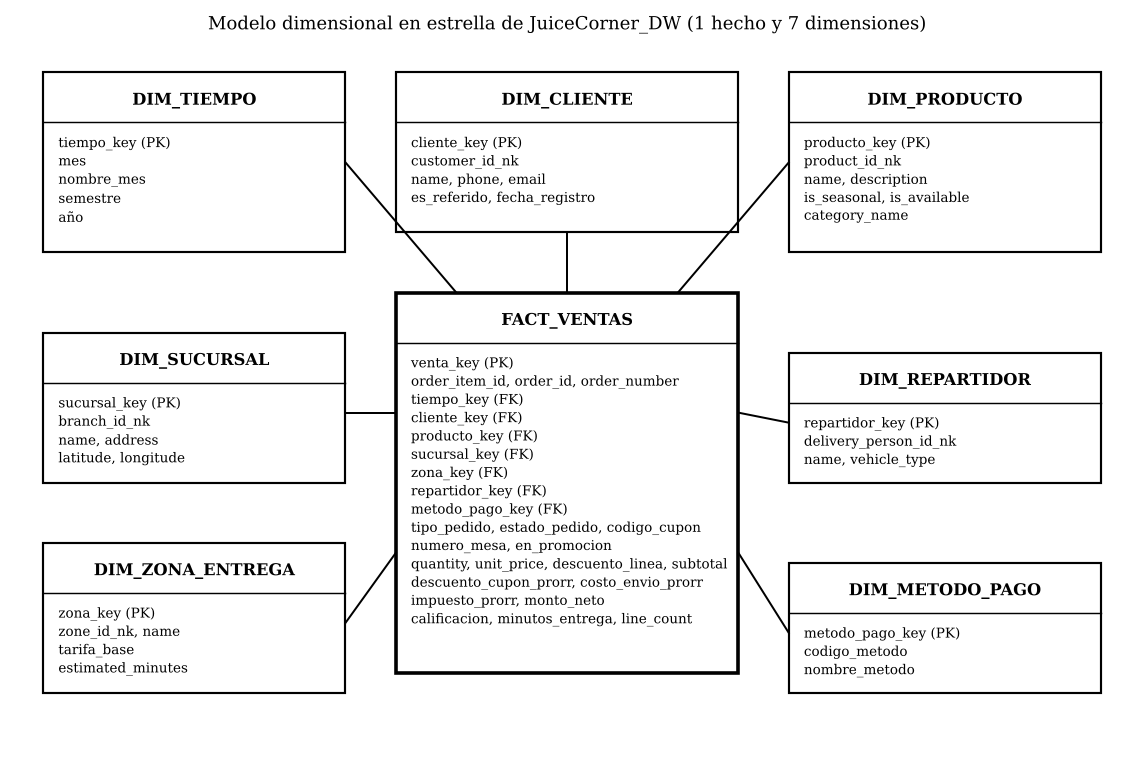 Modelo dimensional en estrella de JuiceCorner_DW (1 hecho y 7 dimensiones)
DIM_TIEMPO
tiempo_key (PK)
mes
nombre_mes
semestre
año
DIM_CLIENTE
cliente_key (PK)
customer_id_nk
name, phone, email
es_referido, fecha_registro
DIM_PRODUCTO
producto_key (PK)
product_id_nk
name, description
is_seasonal, is_available
category_name
DIM_SUCURSAL
sucursal_key (PK)
branch_id_nk
name, address
latitude, longitude
FACT_VENTAS
venta_key (PK)
order_item_id, order_id, order_number
tiempo_key (FK)
cliente_key (FK)
producto_key (FK)
sucursal_key (FK)
zona_key (FK)
repartidor_key (FK)
metodo_pago_key (FK)
tipo_pedido, estado_pedido, codigo_cupon
numero_mesa, en_promocion
quantity, unit_price, descuento_linea, subtotal
descuento_cupon_prorr, costo_envio_prorr
impuesto_prorr, monto_neto
calificacion, minutos_entrega, line_count
DIM_REPARTIDOR
repartidor_key (PK)
delivery_person_id_nk
name, vehicle_type
DIM_ZONA_ENTREGA
zona_key (PK)
zone_id_nk, name
tarifa_base
estimated_minutes
DIM_METODO_PAGO
metodo_pago_key (PK)
codigo_metodo
nombre_metodo